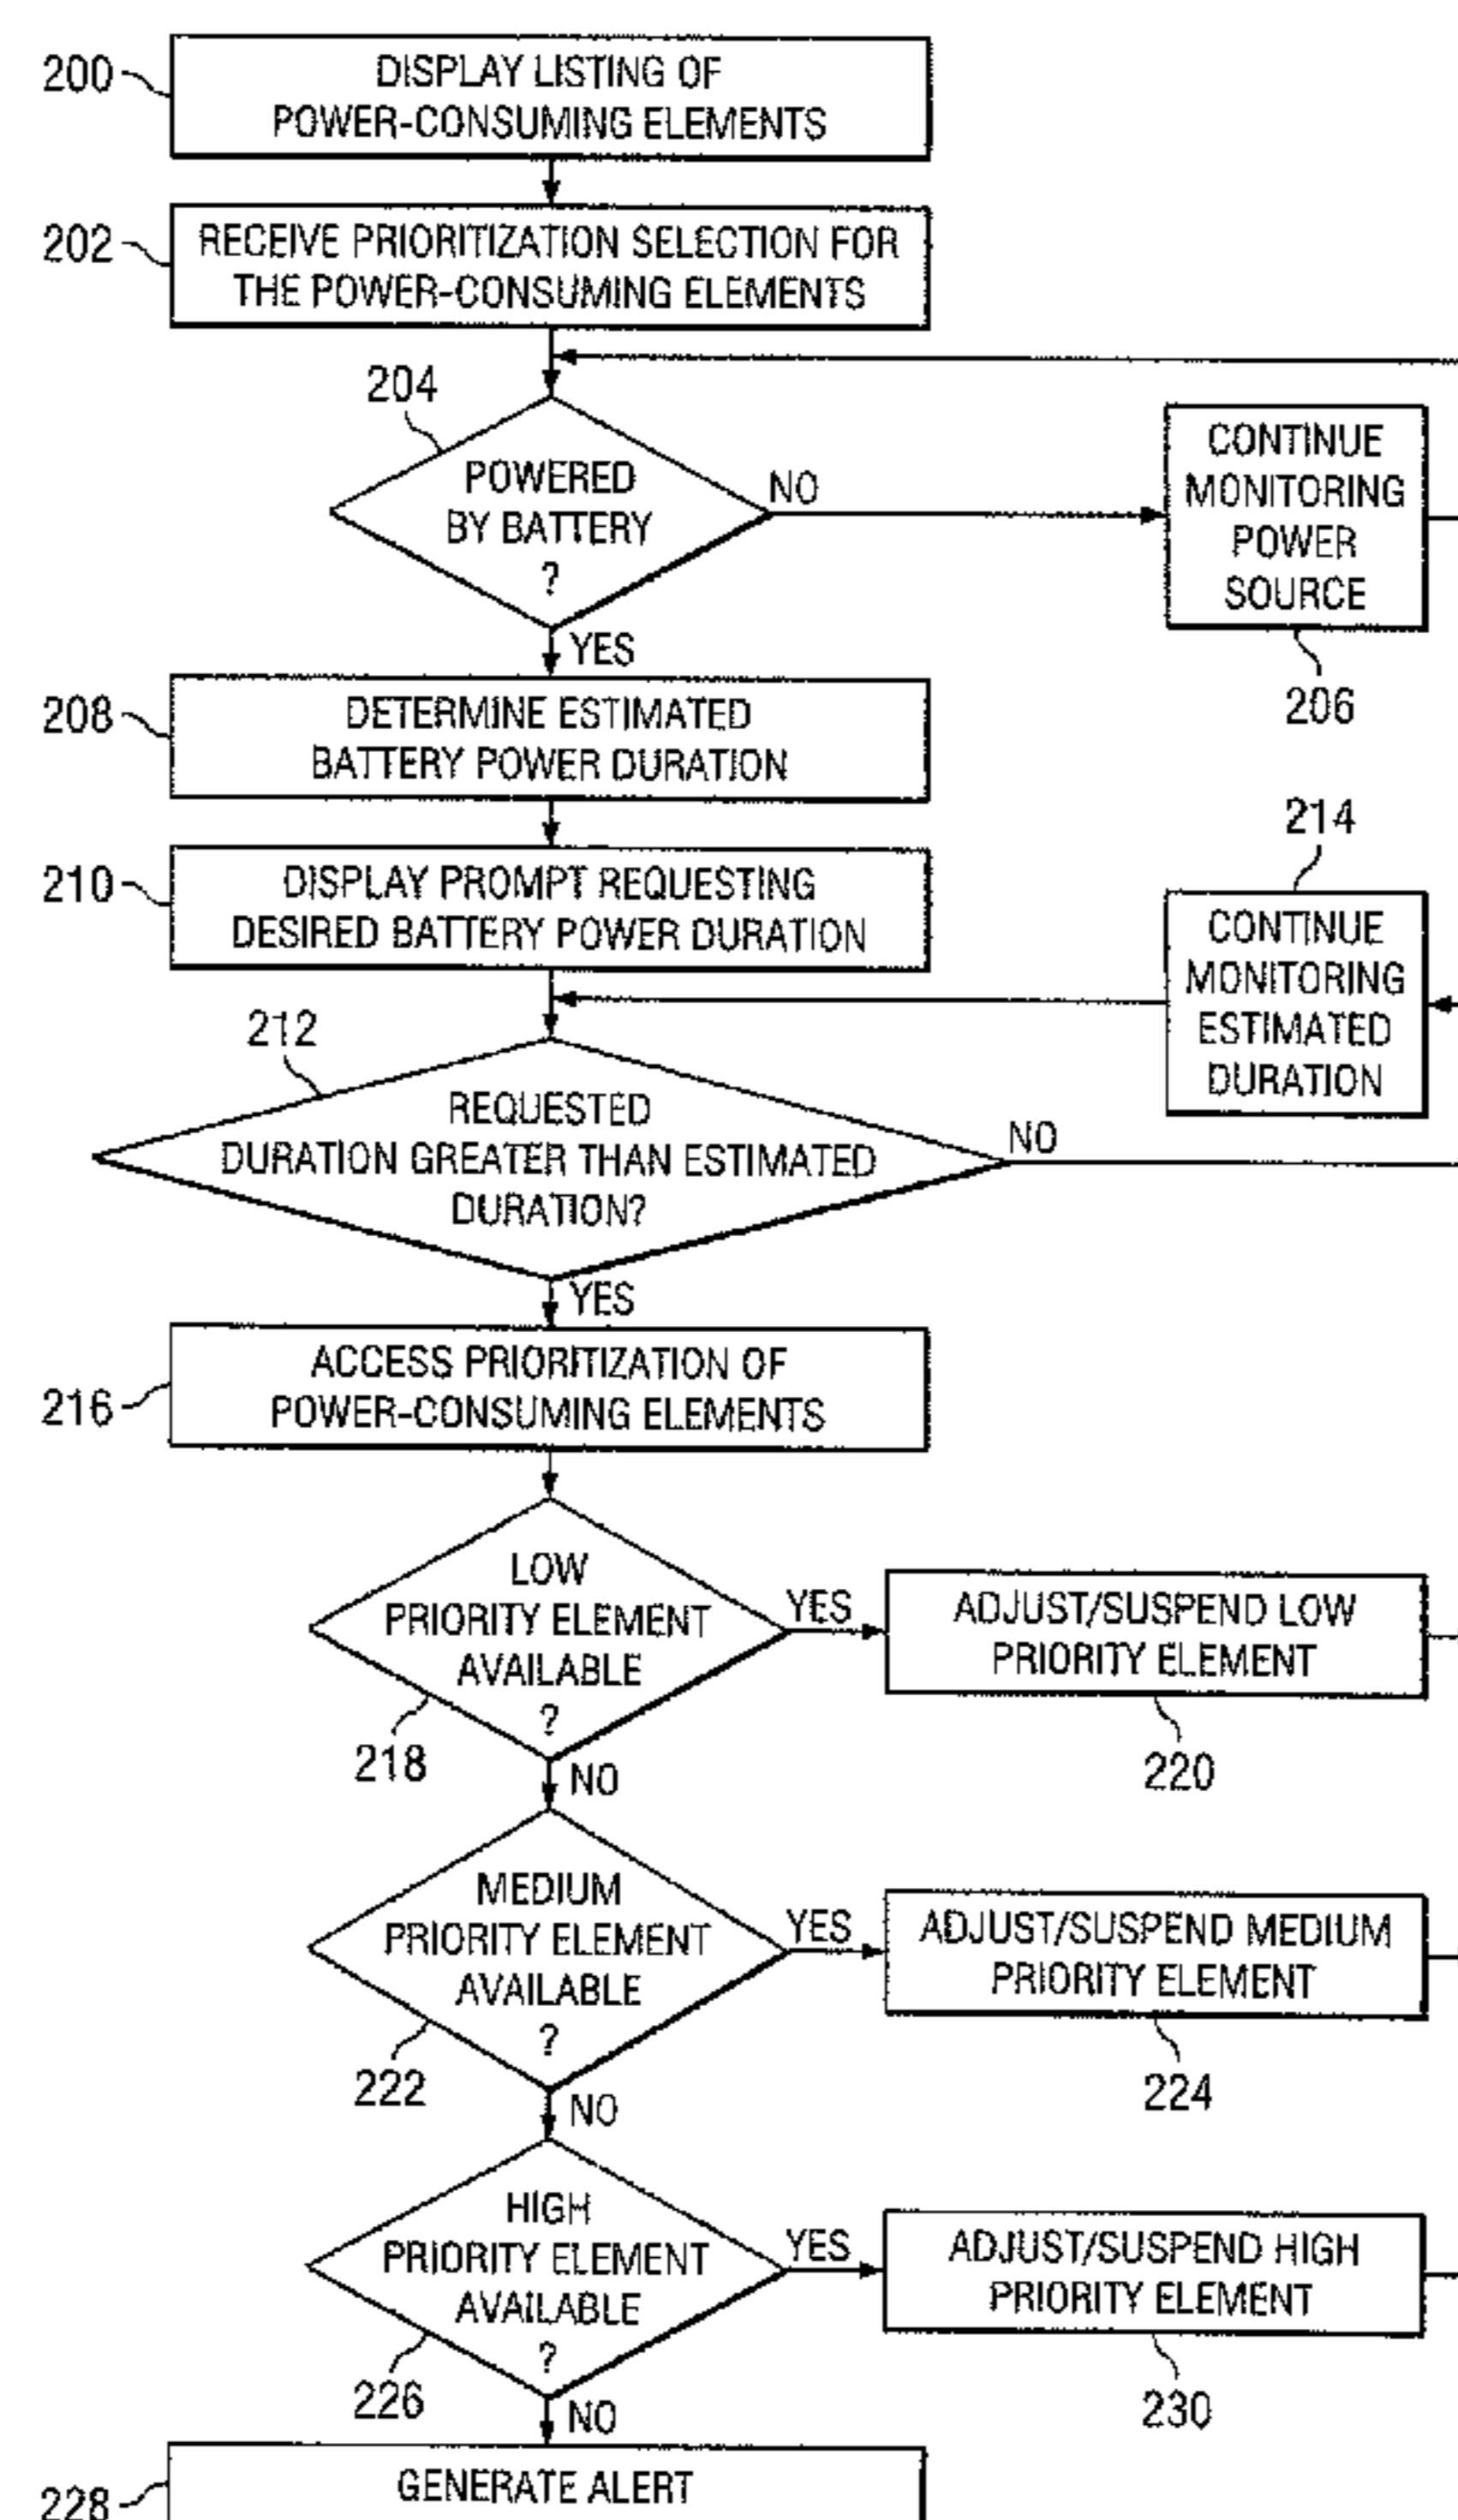 200
DISPLAY LISTING OF
POWER-CONSUMING ELEMENTS
202
RECEIVE PRIORITIZATION SELECTION FOR
THE POWER-CONSUMING ELEMENTS
204
POWERED
BY BATTERY
?
NO
CONTINUE
MONITORING
POWER
SOURCE
206
YES
208
DETERMINE ESTIMATED
BATTERY POWER DURATION
210
DISPLAY PROMPT REQUESTING
DESIRED BATTERY POWER DURATION
214
CONTINUE
MONITORING
ESTIMATED
DURATION
212
REQUESTED
DURATION GREATER THAN ESTIMATED
DURATION?
NO
YES
216
ACCESS PRIORITIZATION OF
POWER-CONSUMING ELEMENTS
LOW
PRIORITY ELEMENT
AVAILABLE
?
218
YES
ADJUST/SUSPEND LOW
PRIORITY ELEMENT
220
NO
MEDIUM
PRIORITY ELEMENT
AVAILABLE
?
222
YES
ADJUST/SUSPEND MEDIUM
PRIORITY ELEMENT
224
NO
HIGH
PRIORITY ELEMENT
AVAILABLE
?
226
YES
ADJUST/SUSPEND HIGH
PRIORITY ELEMENT
230
NO
228
GENERATE ALERT